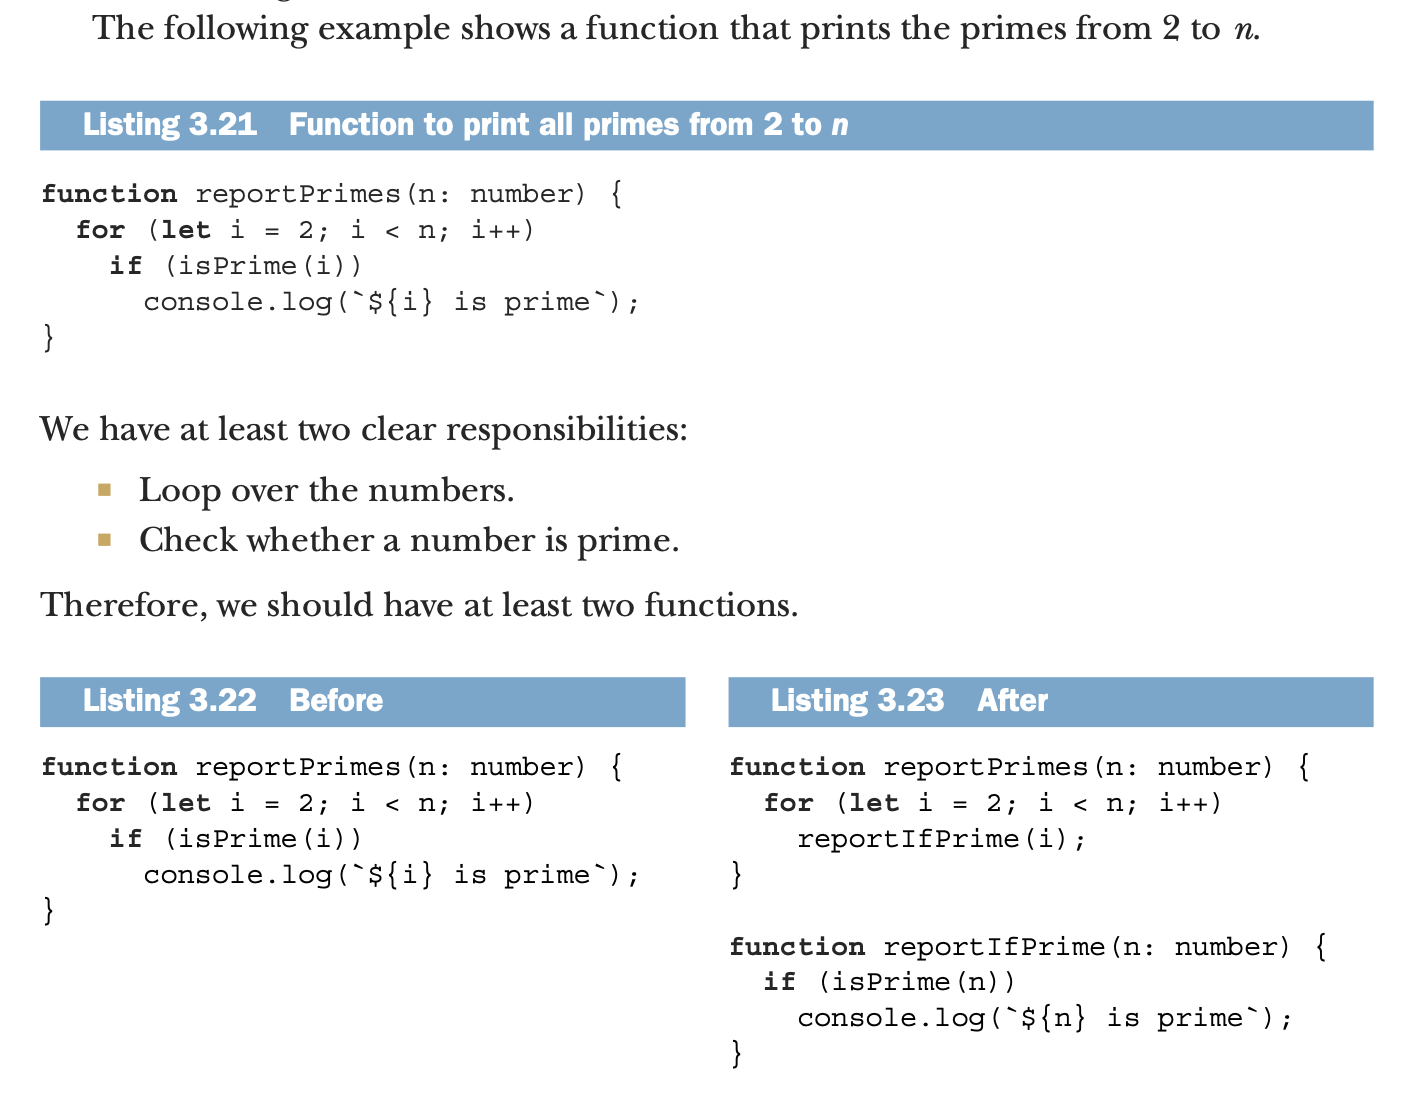 The following example shows a function that prints the primes from 2 to n.
Listing 3.21 Function to print all primes from 2 to n
function reportPrimes(n: number) {
  for (let i = 2; i < n; i++)
    if (isPrime(i))
      console.log(`${i} is prime`);
}
We have at least two clear responsibilities:
■ Loop over the numbers.
■ Check whether a number is prime.
Therefore, we should have at least two functions.
Listing 3.22 Before
function reportPrimes(n: number) {
  for (let i = 2; i < n; i++)
    if (isPrime(i))
      console.log(`${i} is prime`);
}
Listing 3.23 After
function reportPrimes(n: number) {
  for (let i = 2; i < n; i++)
    reportIfPrime(i);
}
function reportIfPrime(n: number) {
  if (isPrime(n))
    console.log(`${n} is prime`);
}